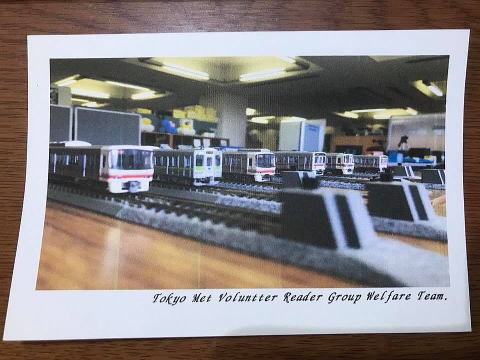 Tokyo Met Voluntter Reader Group Welfare Team.